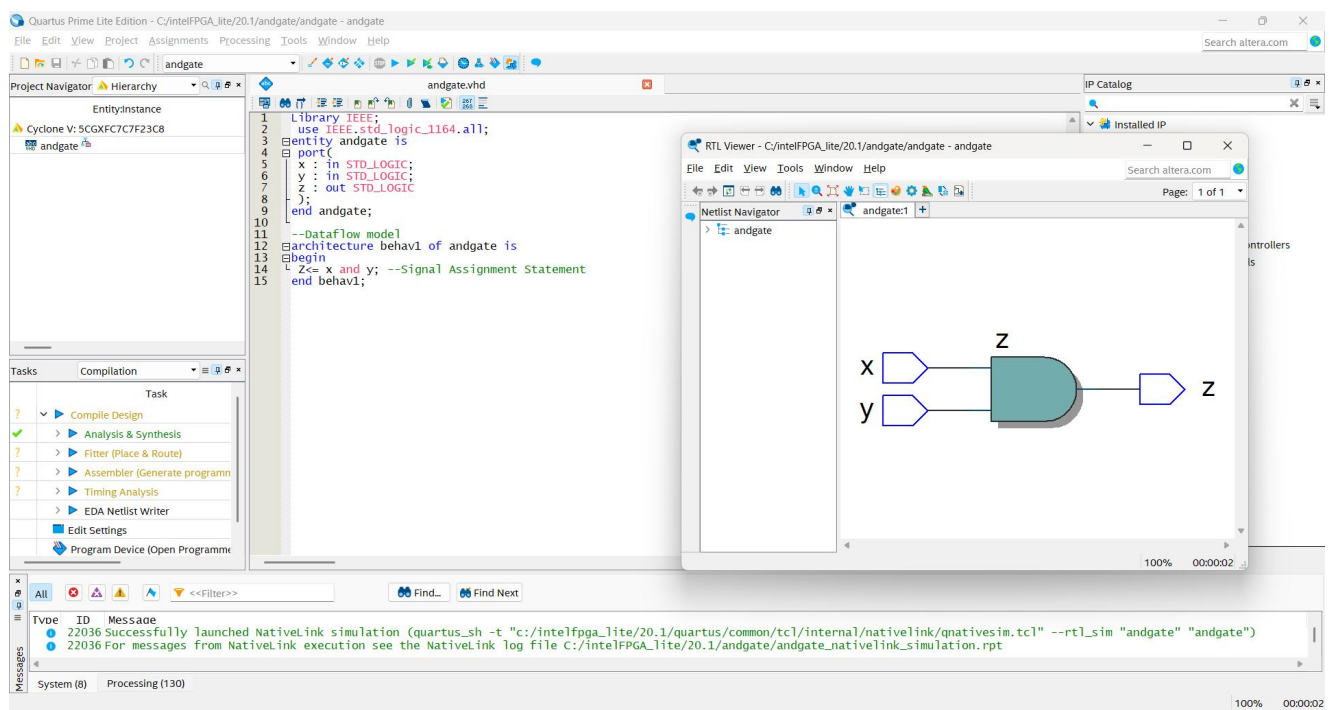 Quartus Prime Lite Edition - C:/intelFPGA_lite/20.1/andgate/andgate - andgate
File Edit View Project Assignments Processing Tools Window Help
Search altera.com
andgate
Project Navigator Hierarchy
Entity:Instance
Cyclone V: 5CGXFC7C7F23C8
andgate
andgate.vhd
267
268
1 Library IEEE;
2 use IEEE.std_logic_1164.all;
3 entity andgate is
4 port(
5 x : in STD_LOGIC;
6 y : in STD_LOGIC;
7 z : out STD_LOGIC
8 );
9 end andgate;
10
11 --Dataflow model
12 architecture behav1 of andgate is
13 begin
14 Z<= x and y; --Signal Assignment Statement
15 end behav1;
IP Catalog
Installed IP
ontrollers
ls
RTL Viewer - C:/intelFPGA_lite/20.1/andgate/andgate - andgate
File Edit View Tools Window Help
Search altera.com
Page: 1 of 1
Netlist Navigator
andgate:1 +
andgate
z
x
y
z
100% 00:00:02
Tasks Compilation
Task
? Compile Design
Analysis & Synthesis
? Fitter (Place & Route)
? Assembler (Generate programm
? Timing Analysis
EDA Netlist Writer
Edit Settings
Program Device (Open Programme
All <<Filter>> Find... Find Next
Type ID Message
22036 Successfully launched NativeLink simulation (quartus_sh -t "c:/intelfpga_lite/20.1/quartus/common/tcl/internal/nativelink/qnativesim.tcl" --rtl_sim "andgate" "andgate")
22036 For messages from NativeLink execution see the NativeLink log file C:/intelFPGA_lite/20.1/andgate/andgate_nativelink_simulation.rpt
Messages
System (8) Processing (130)
100% 00:00:02